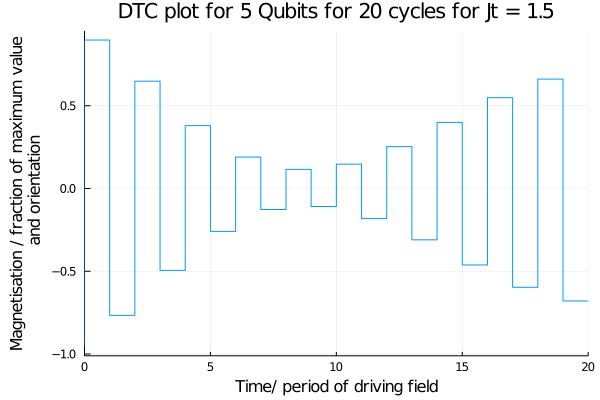 DTC plot for 5 Qubits for 20 cycles for Jt = 1.5
Magnetisation / fraction of maximum value
and orientation
0.5
0.0
−0.5
−1.0
0 5 10 15 20
Time/ period of driving field